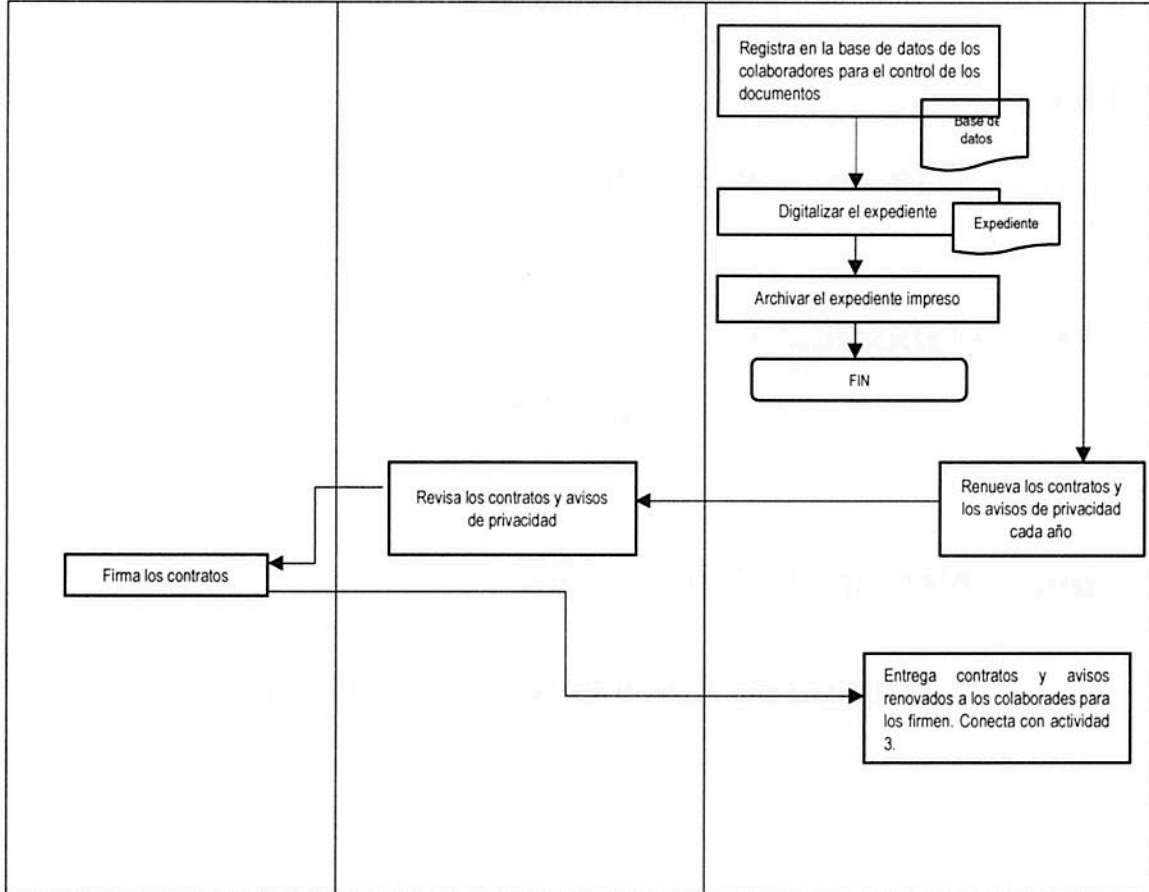 Registra en la base de datos de los
colaboradores para el control de los
documentos
Base de
datos
Digitalizar el expediente
Expediente
Archivar el expediente impreso
FIN
Revisa los contratos y avisos
de privacidad
Renueva los contratos y
los avisos de privacidad
cada año
Firma los contratos
Entrega contratos y avisos
renovados a los colaborades para
los firmen. Conecta con actividad
3.